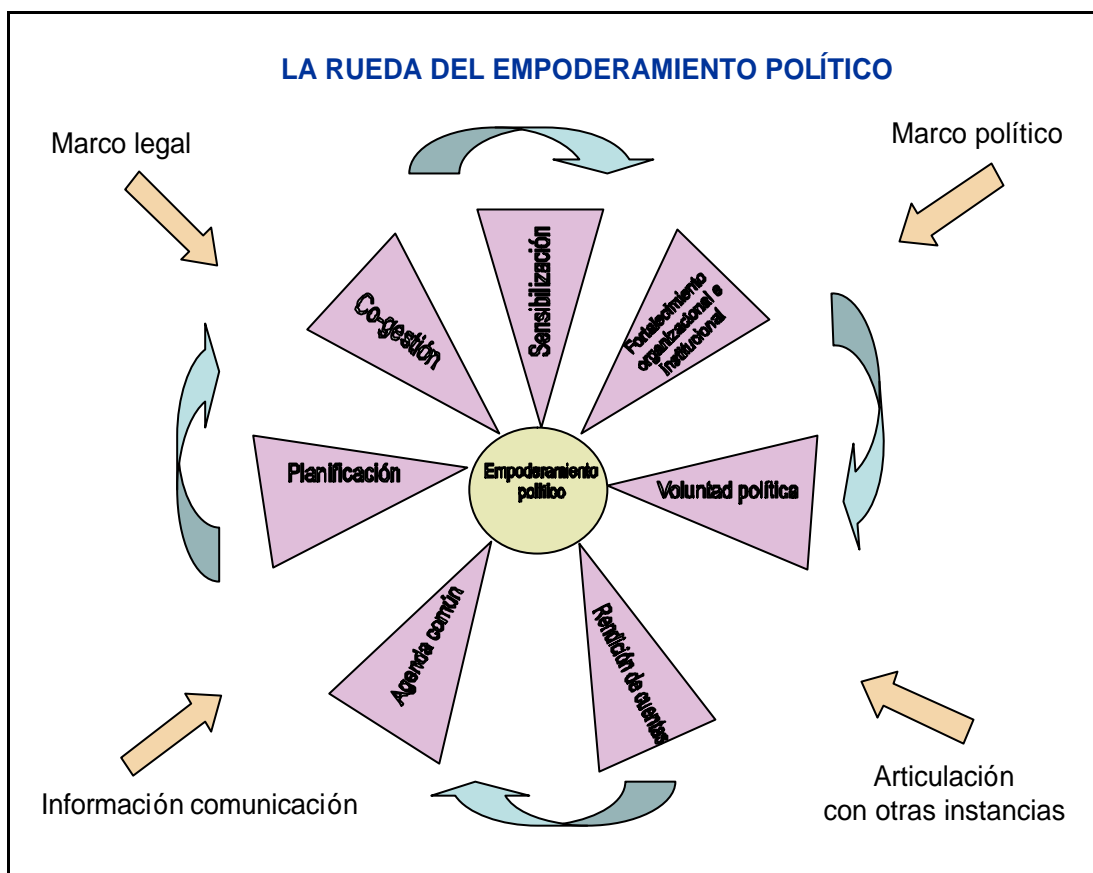 LA RUEDA DEL EMPODERAMIENTO POLÍTICO
Marco legal
Marco político
Sensibilización
Fortalecimiento
organizacional e
institucional
Co-gestión
Planificación
Empoderamiento
político
Voluntad política
Agenda común
Rendición de cuentas
Información comunicación
Articulación
con otras instancias